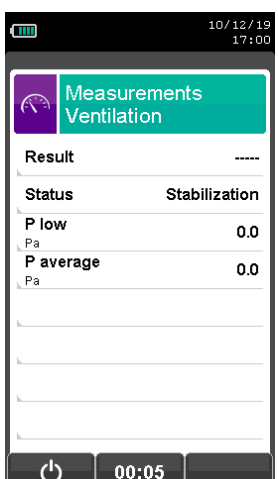 10/12/19
17:00
Measurements
Ventilation
Result -----
Status Stabilization
P low 0.0
Pa
P average 0.0
Pa
00:05